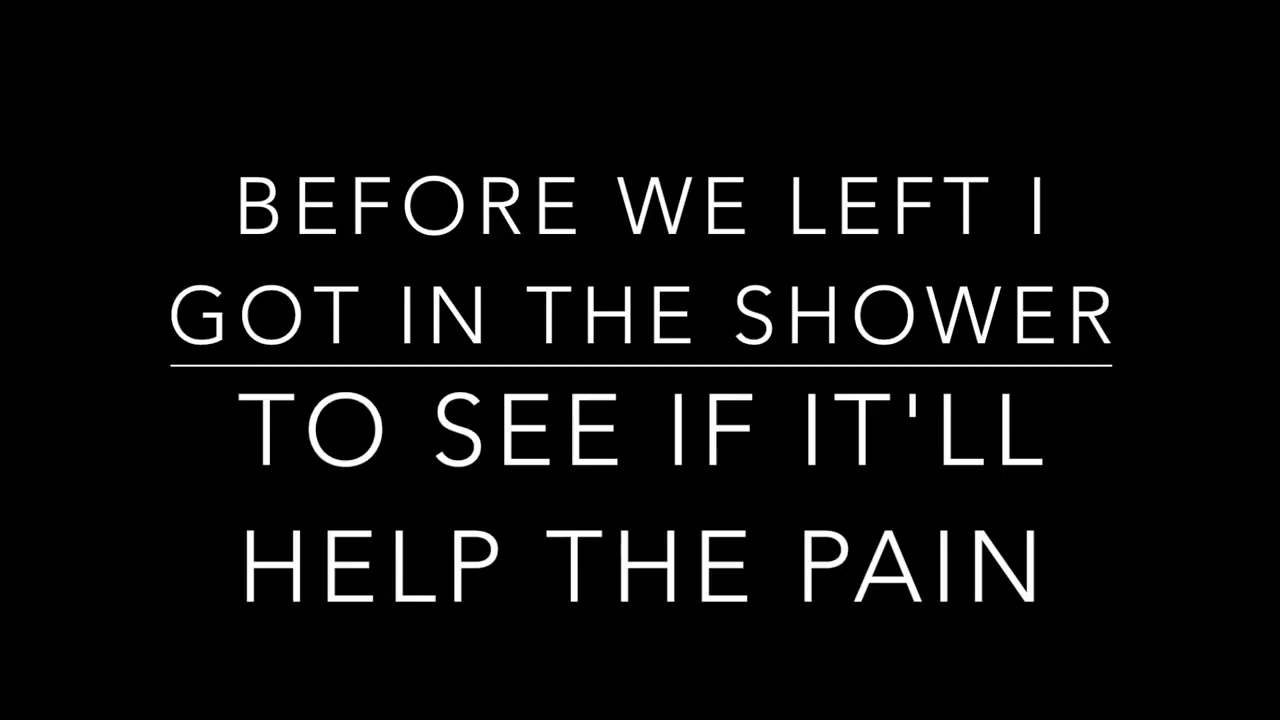 BEFORE WE LEFT I
GOT IN THE SHOWER
TO SEE IF IT'LL
HELP THE PAIN